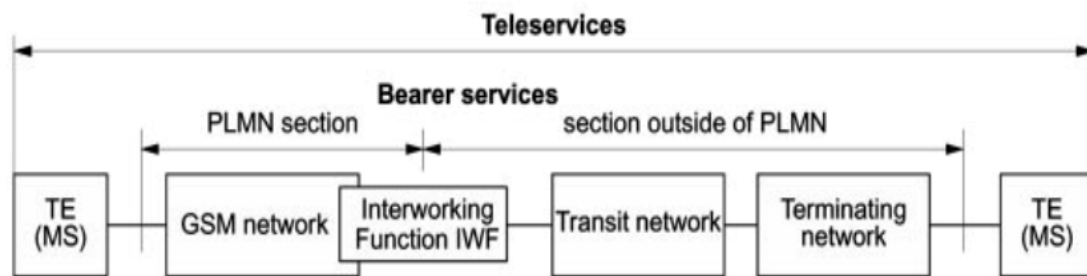 Teleservices
Bearer services
PLMN section
section outside of PLMN
TE
(MS)
GSM network
Interworking
Function IWF
Transit network
Terminating
network
TE
(MS)